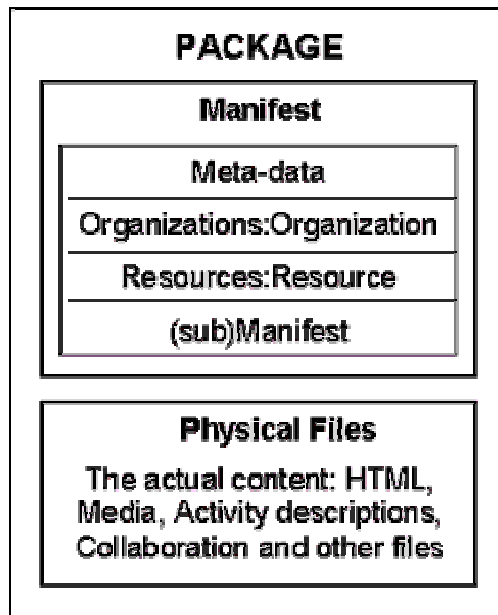 PACKAGE
Manifest
Meta-data
Organizations:Organization
Resources:Resource
(sub)Manifest
Physical Files
The actual content: HTML,
Media, Activity descriptions,
Collaboration and other files